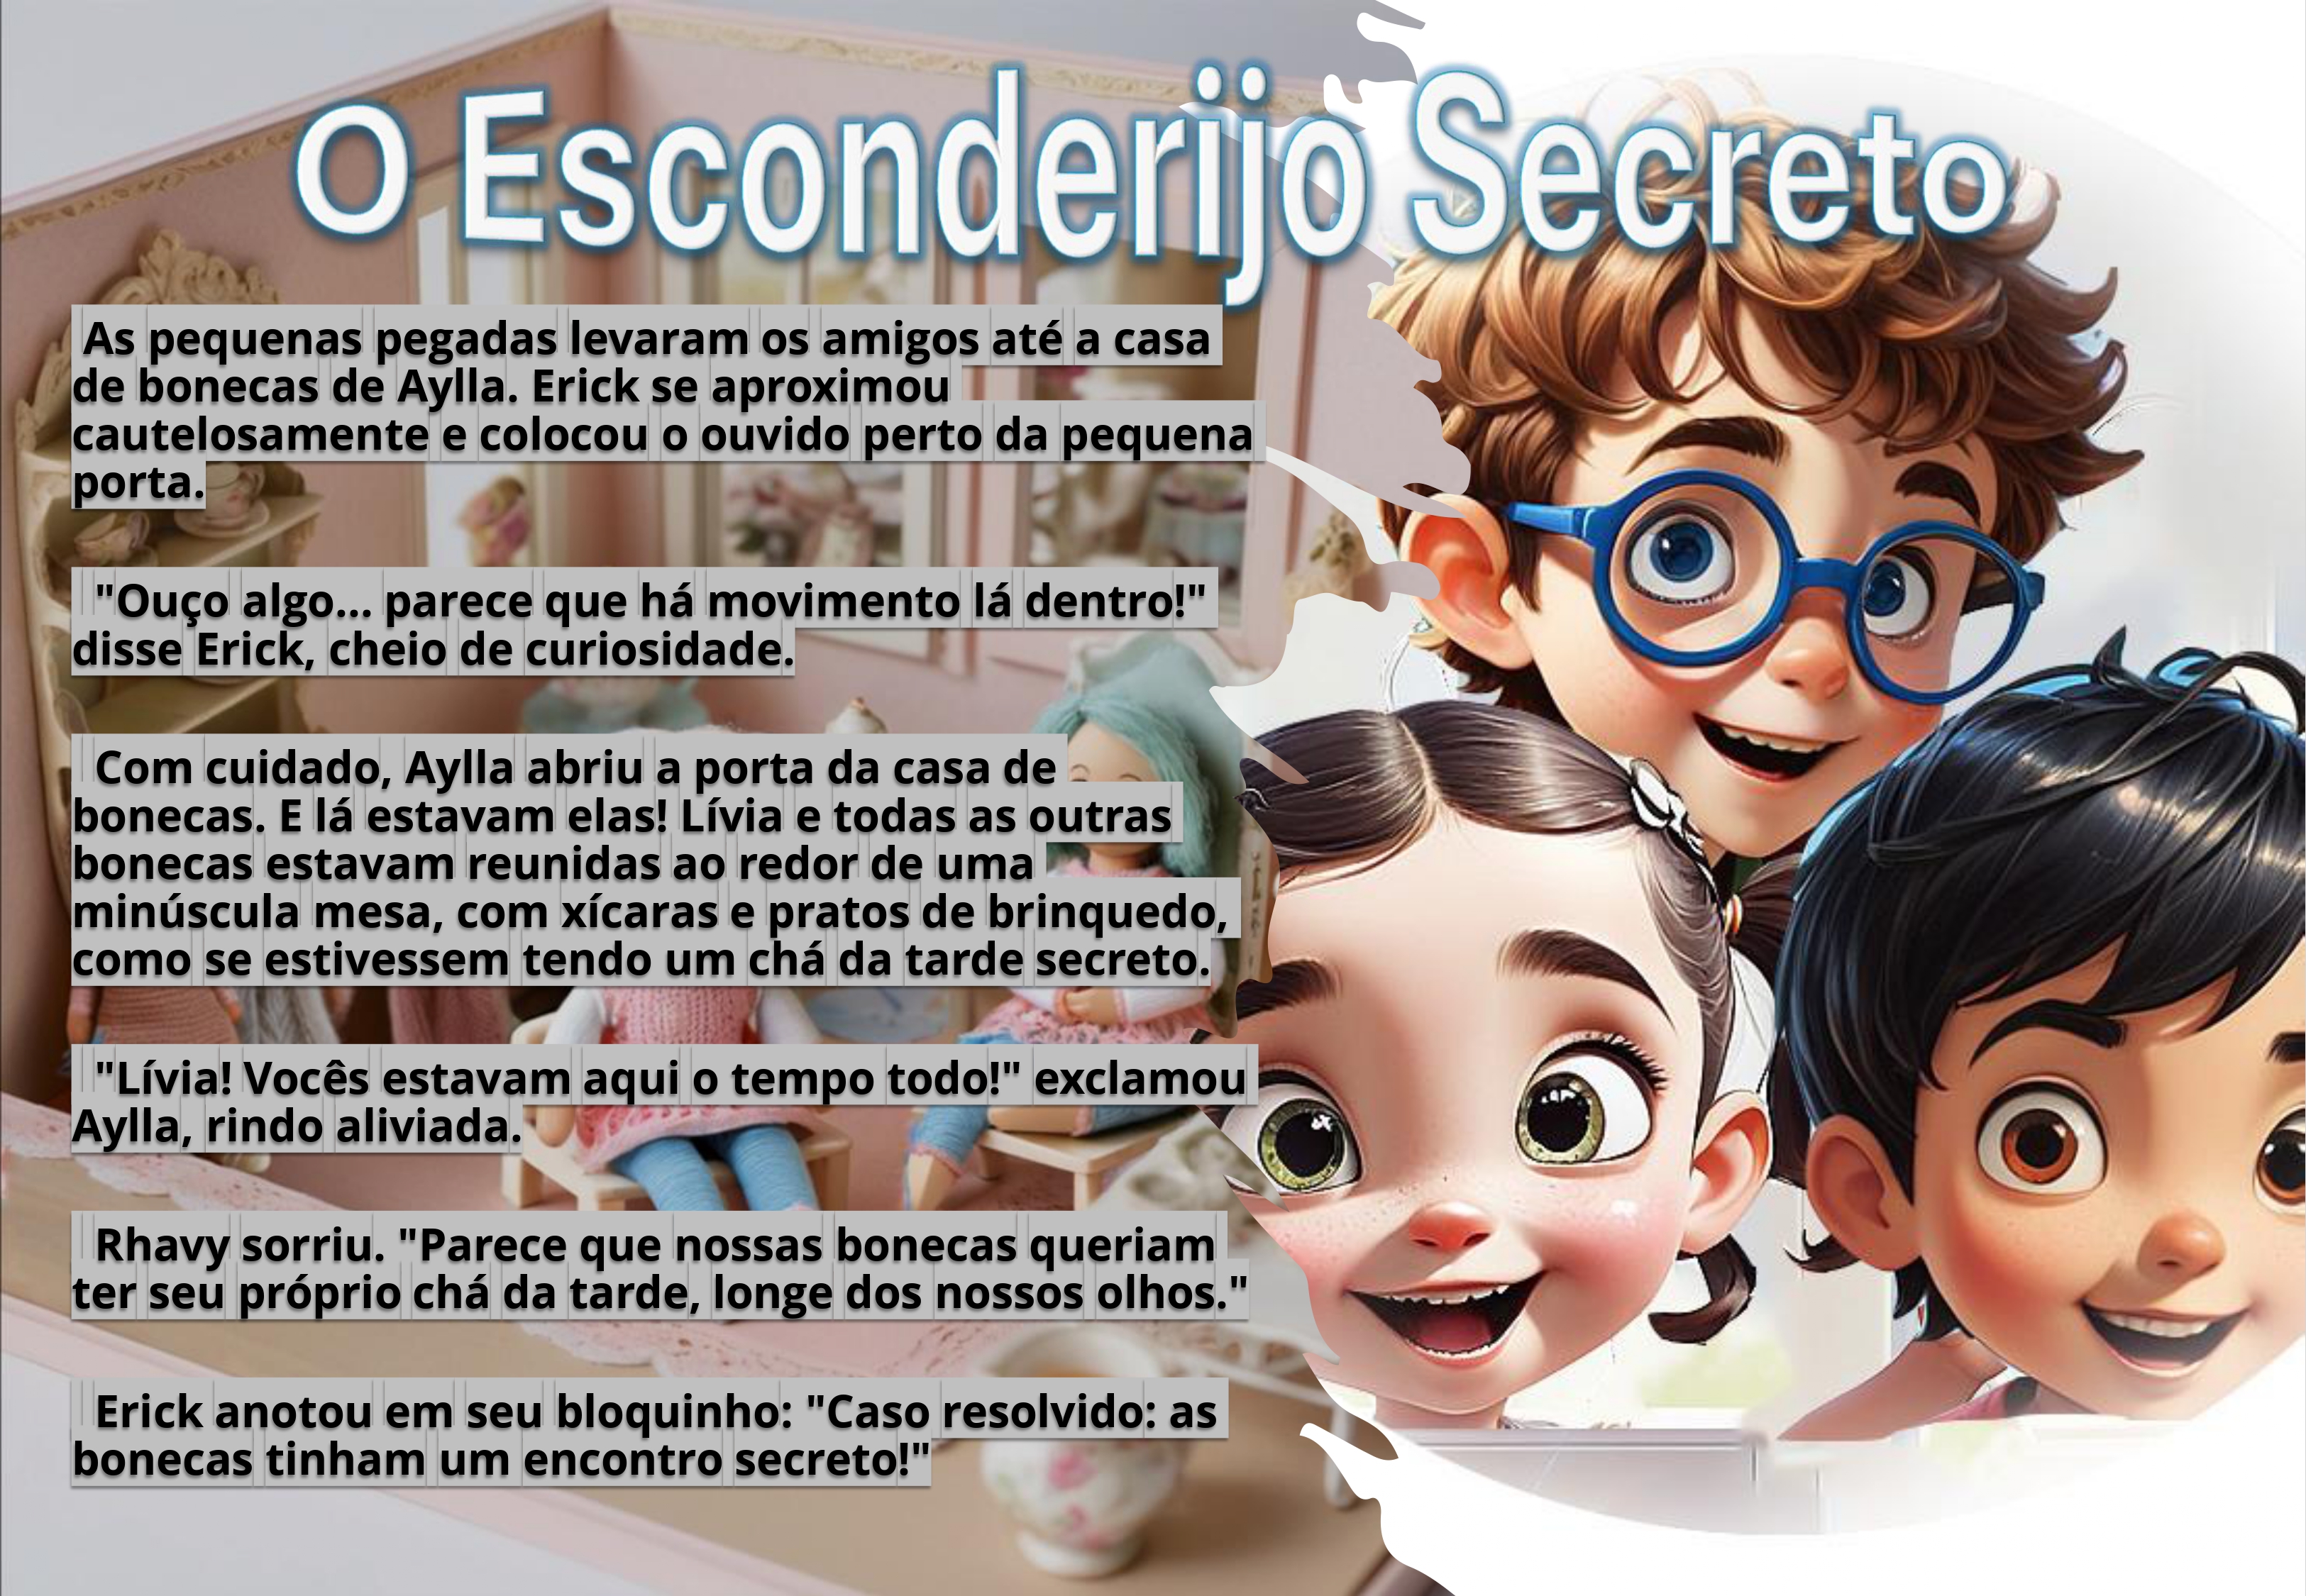 O Esconderijo Secreto
As pequenas pegadas levaram os amigos até a casa
de bonecas de Aylla. Erick se aproximou
cautelosamente e colocou o ouvido perto da pequena
porta.
"Ouço algo... parece que há movimento lá dentro!"
disse Erick, cheio de curiosidade.
Com cuidado, Aylla abriu a porta da casa de
bonecas. E lá estavam elas! Lívia e todas as outras
bonecas estavam reunidas ao redor de uma
minúscula mesa, com xícaras e pratos de brinquedo,
como se estivessem tendo um chá da tarde secreto.
"Lívia! Vocês estavam aqui o tempo todo!" exclamou
Aylla, rindo aliviada.
Rhavy sorriu. "Parece que nossas bonecas queriam
ter seu próprio chá da tarde, longe dos nossos olhos."
Erick anotou em seu bloquinho: "Caso resolvido: as
bonecas tinham um encontro secreto!"